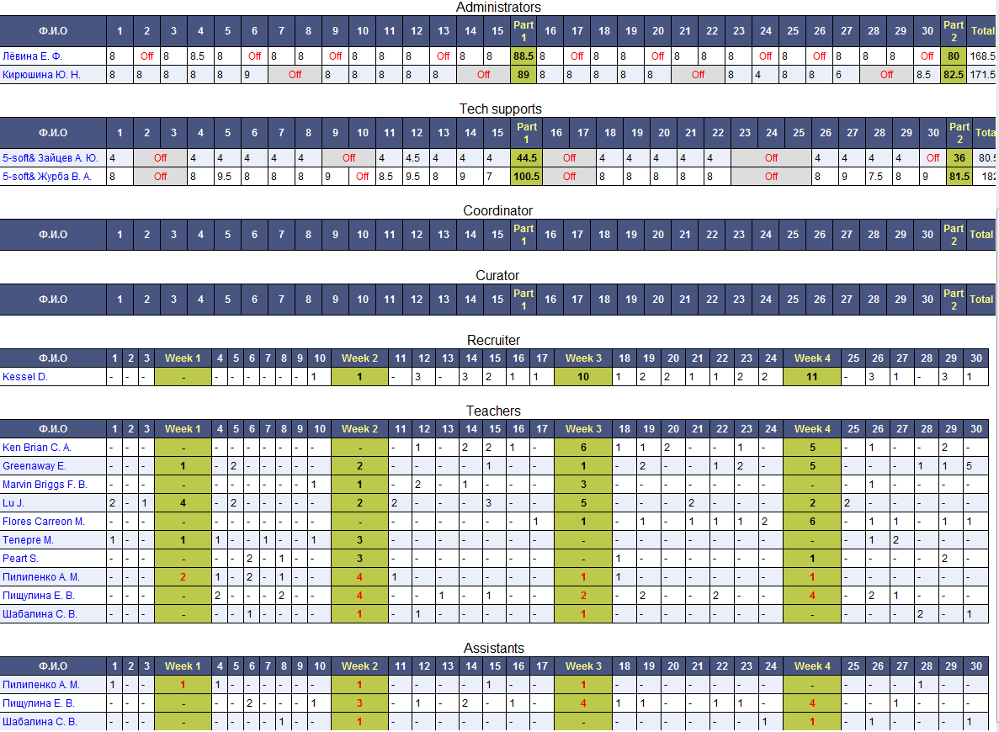 Administrators
Ф.И.О 1 2 3 4 5 6 7 8 9 10 11 12 13 14 15 Part 1 16 17 18 19 20 21 22 23 24 25 26 27 28 29 30 Part 2 Total
Лёвина Е. Ф. 8 Off 8 8.5 8 Off 8 8 Off 8 8 8 Off 8 8 88.5 8 Off 8 8 Off 8 8 8 Off 8 Off 8 8 8 Off 80 168.5
Кирюшина Ю. Н. 8 8 8 8 8 9 Off 8 8 8 8 8 Off 89 8 8 8 8 8 Off 8 4 8 8 6 Off 8.5 82.5 171.5
Tech supports
Ф.И.О 1 2 3 4 5 6 7 8 9 10 11 12 13 14 15 Part 1 16 17 18 19 20 21 22 23 24 25 26 27 28 29 30 Part 2 Tota
5-soft& Зайцев А. Ю. 4 Off 4 4 4 4 4 Off 4 4.5 4 4 4 44.5 Off 4 4 4 4 4 Off 4 4 4 4 Off 36 80.5
5-soft& Журба В. А. 8 Off 8 9.5 8 8 8 9 Off 8.5 9.5 8 9 7 100.5 Off 8 8 8 8 8 Off 8 9 7.5 8 9 81.5 182
Coordinator
Ф.И.О 1 2 3 4 5 6 7 8 9 10 11 12 13 14 15 Part 1 16 17 18 19 20 21 22 23 24 25 26 27 28 29 30 Part 2 Total
Curator
Ф.И.О 1 2 3 4 5 6 7 8 9 10 11 12 13 14 15 Part 1 16 17 18 19 20 21 22 23 24 25 26 27 28 29 30 Part 2 Total
Recruiter
Ф.И.О 1 2 3 Week 1 4 5 6 7 8 9 10 Week 2 11 12 13 14 15 16 17 Week 3 18 19 20 21 22 23 24 Week 4 25 26 27 28 29 30
Kessel D. - - - - - - - - - - 1 1 - 3 - 3 2 1 1 10 1 2 2 1 1 2 2 11 - 3 1 - 3 1
Teachers
Ф.И.О 1 2 3 Week 1 4 5 6 7 8 9 10 Week 2 11 12 13 14 15 16 17 Week 3 18 19 20 21 22 23 24 Week 4 25 26 27 28 29 30
Ken Brian C. A. - - - - - - - - - - - - - 1 - 2 2 1 - 6 1 1 2 - - 1 - 5 - 1 - - 2 -
Greenaway E. - - - 1 - 2 - - - - - 2 - - - - 1 - - 1 - 2 - - 1 2 - 5 - - - 1 1 5
Marvin Briggs F. B. - - - - - - - - - - 1 1 - 2 - 1 - - - 3 - - - - - - - - - 1 - - - -
Lu J. 2 - 1 4 - 2 - - - - - 2 2 - - - 3 - - 5 - - - 2 - - - 2 2 - - - - -
Flores Carreon M. - - - - - - - - - - - - - - - - - - 1 1 - 1 - 1 1 1 2 6 - 1 1 - 1 1
Tenepre M. 1 - - 1 1 - - 1 - - 1 3 - - - - - - - - - - - - - - - - - 1 2 - - -
Peart S. - - - - - - 2 - 1 - - 3 - - - - - - - - 1 - - - - - - 1 - - - - 2 -
Пилипенко А. М. - - - 2 1 - 2 - 1 - - 4 1 - - - - - - 1 1 - - - - - - 1 - - - - - -
Пищулина Е. В. - - - - 2 - - - 2 - - 4 - - 1 - 1 - - 2 - 2 - - 2 - - 4 - 2 1 - - -
Шабалина С. В. - - - - - - 1 - - - - 1 - 1 - - - - - 1 - - - - - - - - - - - 2 - 1
Assistants
Ф.И.О 1 2 3 Week 1 4 5 6 7 8 9 10 Week 2 11 12 13 14 15 16 17 Week 3 18 19 20 21 22 23 24 Week 4 25 26 27 28 29 30
Пилипенко А. М. 1 - - 1 1 - - - - - - 1 - - - - 1 - - 1 - - - - - - - - - - - 1 - -
Пищулина Е. В. - - - - - - 2 - - - 1 3 - 1 - 2 - 1 - 4 1 1 - - 1 1 - 4 - - 1 - - -
Шабалина С. В. - - - - - - - - 1 - - 1 - - - - - - - - - - - - - - 1 1 - 1 - - - 1